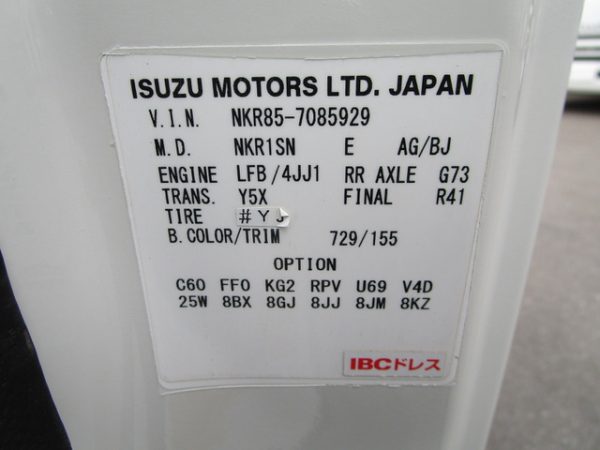 ISUZU MOTORS LTD. JAPAN
V.I.N. NKR85-7085929
M.D. NKR1SN E AG/BJ
ENGINE LFB/4JJ1 RR AXLE G73
TRANS. Y5X FINAL R41
TIRE #YJ
B.COLOR/TRIM 729/155
OPTION
C60 FF0 KG2 RPV U69 V4D
25W 8BX 8GJ 8JJ 8JM 8KZ
IBCドレス